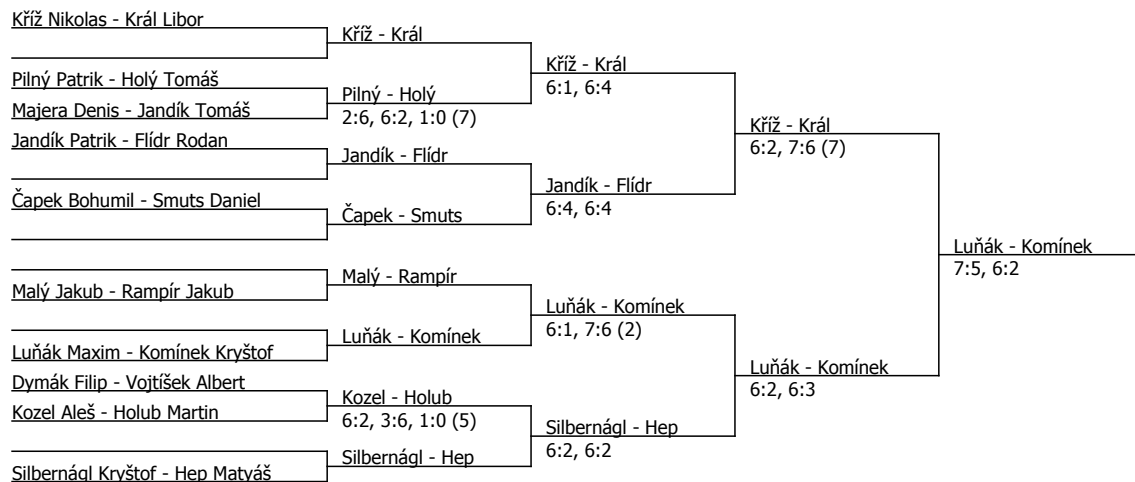 Kříž Nikolas - Král Libor
Kříž - Král
Pilný Patrik - Holý Tomáš
Kříž - Král
6:1, 6:4
Majera Denis - Jandík Tomáš
Pilný - Holý
2:6, 6:2, 1:0 (7)
Kříž - Král
6:2, 7:6 (7)
Jandík Patrik - Flídr Rodan
Jandík - Flídr
Jandík - Flídr
6:4, 6:4
Čapek Bohumil - Smuts Daniel
Čapek - Smuts
Luňák - Komínek
7:5, 6:2
Malý Jakub - Rampír Jakub
Malý - Rampír
Luňák - Komínek
6:1, 7:6 (2)
Luňák Maxim - Komínek Kryštof
Luňák - Komínek
Luňák - Komínek
6:2, 6:3
Dymák Filip - Vojtíšek Albert
Kozel Aleš - Holub Martin
Kozel - Holub
6:2, 3:6, 1:0 (5)
Silbernágl - Hep
6:2, 6:2
Silbernágl Kryštof - Hep Matyáš
Silbernágl - Hep